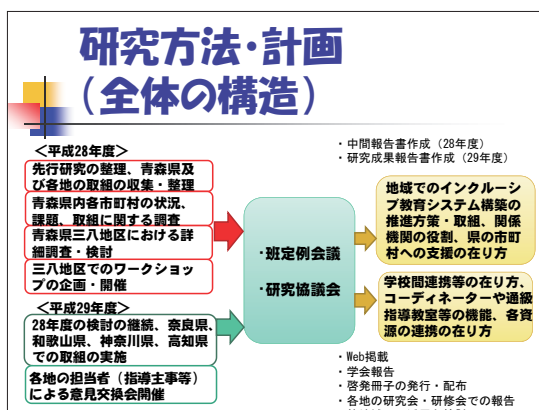 研究方法・計画
（全体の構造）
＜平成28年度＞
先行研究の整理、青森県及
び各地の取組の収集・整理
青森県内各市町村の状況、
課題、取組に関する調査
青森県三八地区における詳
細調査・検討
三八地区でのワークショッ
プの企画・開催
＜平成29年度＞
28年度の検討の継続、奈良県、
和歌山県、神奈川県、高知県
での取組の実施
各地の担当者（指導主事等）
による意見交換会開催
・班定例会議
・研究協議会
・中間報告書作成（28年度）
・研究成果報告書作成（29年度）
地域でのインクルーシ
ブ教育システム構築の
推進方策・取組、関係
機関の役割、県の市町
村への支援の在り方
学校間連携等の在り方、コ
ーディネーターや通級
指導教室等の機能、各資
源の連携の在り方
・Web掲載
・学会報告
・啓発冊子の発行・配布
・各地の研究会・研修会での報告